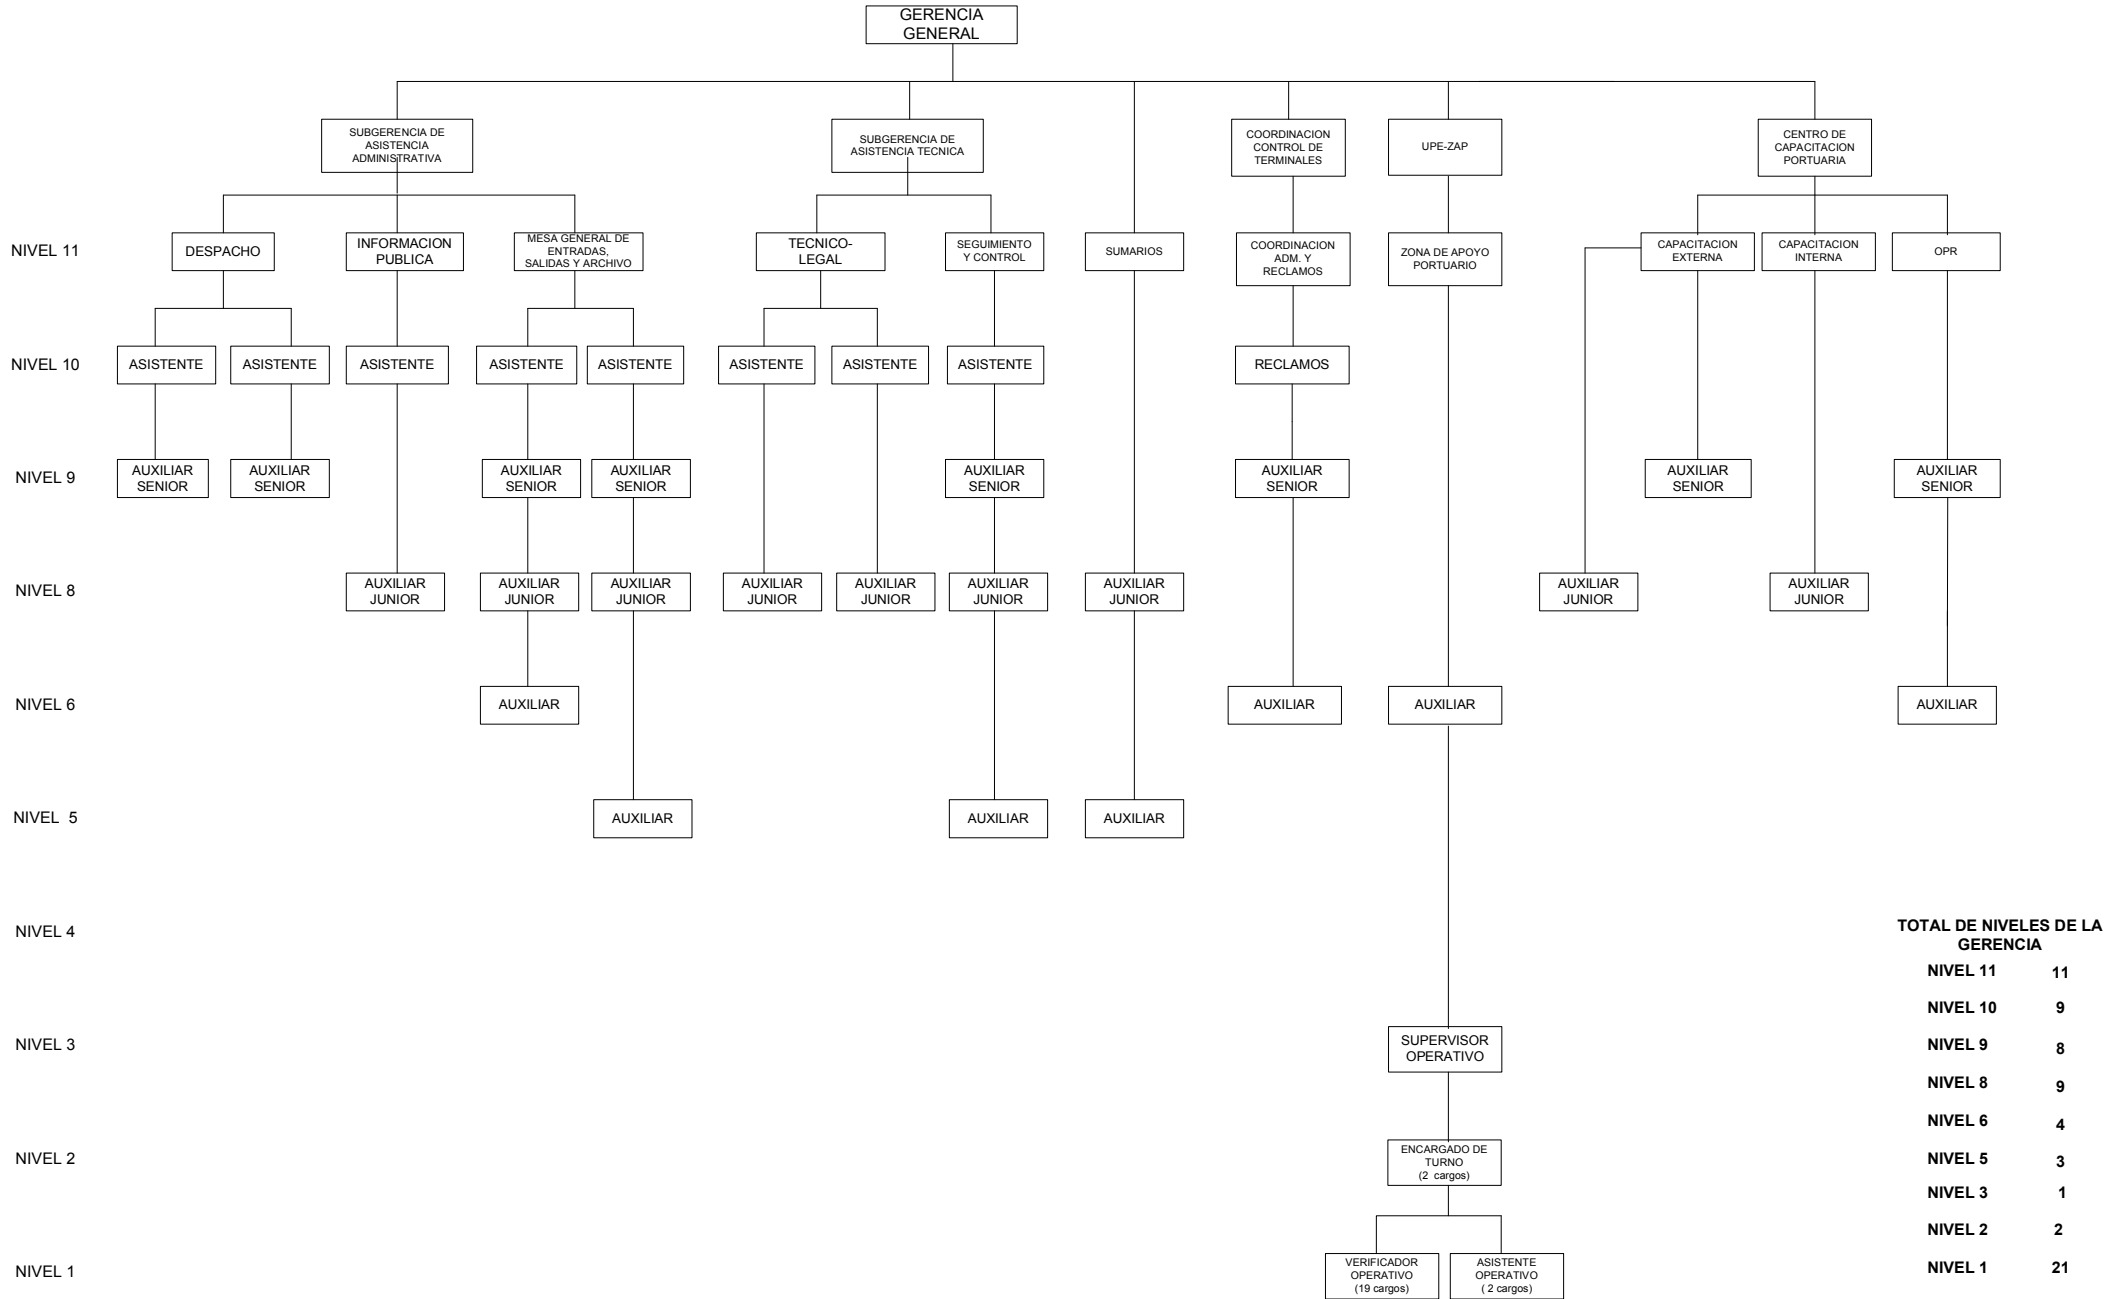 GERENCIA
GENERAL
SUBGERENCIA DE
ASISTENCIA
ADMINISTRATIVA
SUBGERENCIA DE
ASISTENCIA TECNICA
COORDINACION
CONTROL DE
TERMINALES
UPE-ZAP
CENTRO DE
CAPACITACION
PORTUARIA
NIVEL 11
DESPACHO
INFORMACION
PUBLICA
MESA GENERAL DE
ENTRADAS,
SALIDAS Y ARCHIVO
TECNICO-
LEGAL
SEGUIMIENTO
Y CONTROL
SUMARIOS
COORDINACION
ADM. Y
RECLAMOS
ZONA DE APOYO
PORTUARIO
CAPACITACION
EXTERNA
CAPACITACION
INTERNA
OPR
NIVEL 10
ASISTENTE
ASISTENTE
ASISTENTE
ASISTENTE
ASISTENTE
ASISTENTE
ASISTENTE
ASISTENTE
RECLAMOS
NIVEL 9
AUXILIAR
SENIOR
AUXILIAR
SENIOR
AUXILIAR
SENIOR
AUXILIAR
SENIOR
AUXILIAR
SENIOR
AUXILIAR
SENIOR
AUXILIAR
SENIOR
AUXILIAR
SENIOR
NIVEL 8
AUXILIAR
JUNIOR
AUXILIAR
JUNIOR
AUXILIAR
JUNIOR
AUXILIAR
JUNIOR
AUXILIAR
JUNIOR
AUXILIAR
JUNIOR
AUXILIAR
JUNIOR
AUXILIAR
JUNIOR
AUXILIAR
JUNIOR
NIVEL 6
AUXILIAR
AUXILIAR
AUXILIAR
AUXILIAR
NIVEL 5
AUXILIAR
AUXILIAR
AUXILIAR
NIVEL 4
NIVEL 3
SUPERVISOR
OPERATIVO
NIVEL 2
ENCARGADO DE
TURNO
(2 cargos)
NIVEL 1
VERIFICADOR
OPERATIVO
(19 cargos)
ASISTENTE
OPERATIVO
( 2 cargos)
TOTAL DE NIVELES DE LA
GERENCIA
NIVEL 11 11
NIVEL 10 9
NIVEL 9 8
NIVEL 8 9
NIVEL 6 4
NIVEL 5 3
NIVEL 3 1
NIVEL 2 2
NIVEL 1 21